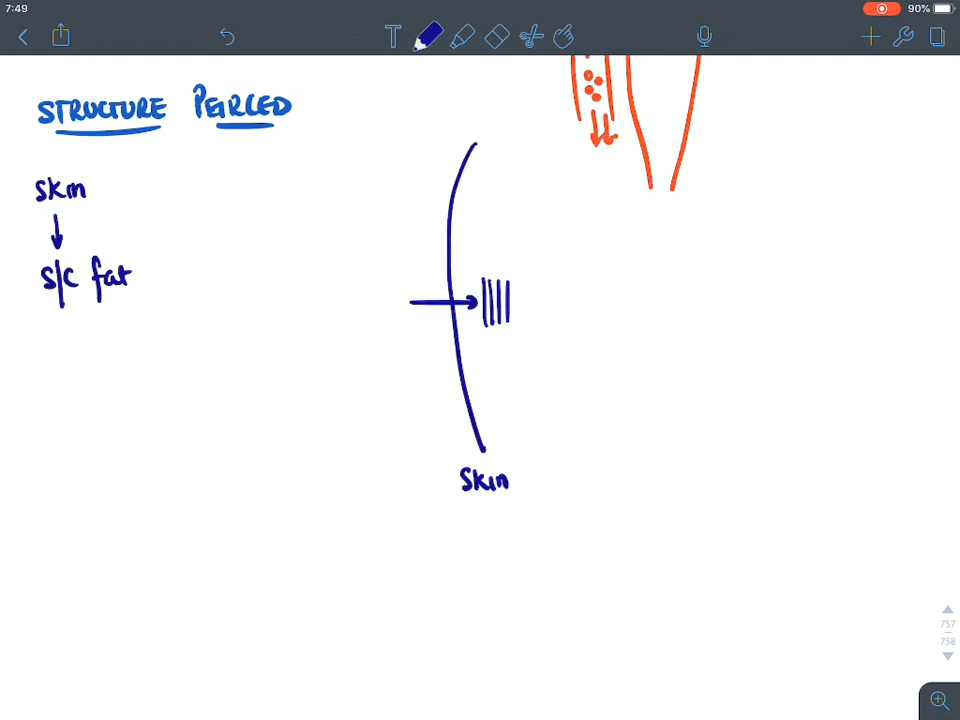 7:49
90%
T
STRUCTURE PEIRCED
Skin
S/C fat
Skin
757
758